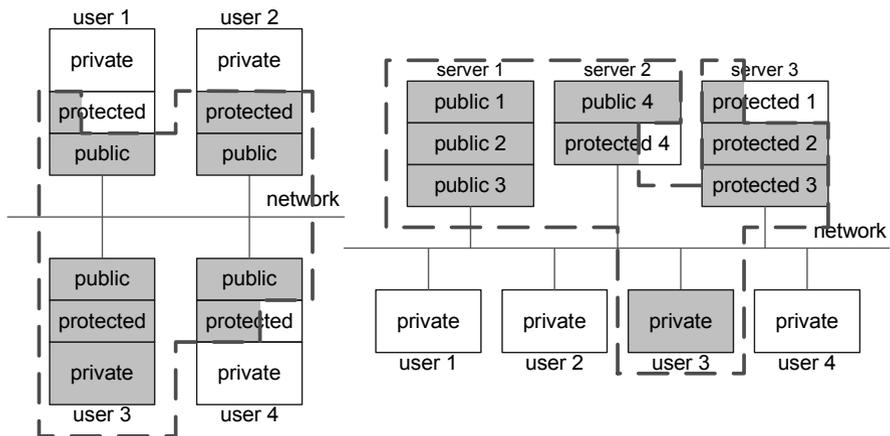 user 1
user 2
private
private
protected
protected
public
public
network
public
public
protected
protected
private
private
user 3
user 4
server 1
server 2
server 3
public 1
public 4
protected 1
public 2
protected 4
protected 2
public 3
protected 3
network
private
private
private
private
user 1
user 2
user 3
user 4